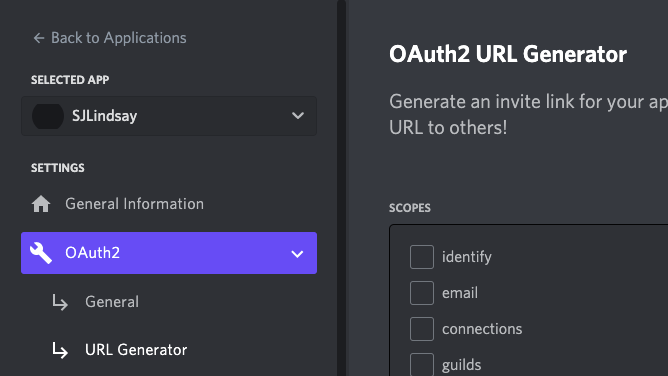 ← Back to Applications
SELECTED APP
SJLindsay
SETTINGS
General Information
OAuth2
General
URL Generator
OAuth2 URL Generator
Generate an invite link for your ap
URL to others!
SCOPES
identify
email
connections
guilds